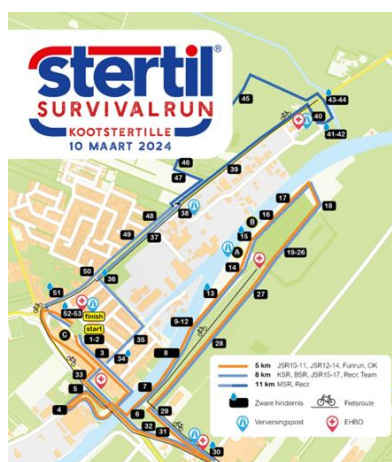 stertil®
SURVIVALRUN
KOOTSTERTILLE
10 MAART 2024
45
43-44
40
41-42
46
47
39
17
18
38
B
16
48
15
49
37
A
19-26
14
50
36
27
51
13
52-53
finish
9-12
start
C
1-2
35
28
3
34
8
33
5
7
4
6
29
32
31
30
5 km JSR10-11, JSR12-14, Funrun, OK
8 km KSR, BSR, JSR15-17, Recr. Team
11 km MSR, Recr.
Zware hindernis
Fietsroute
Verversingspost
EHBO